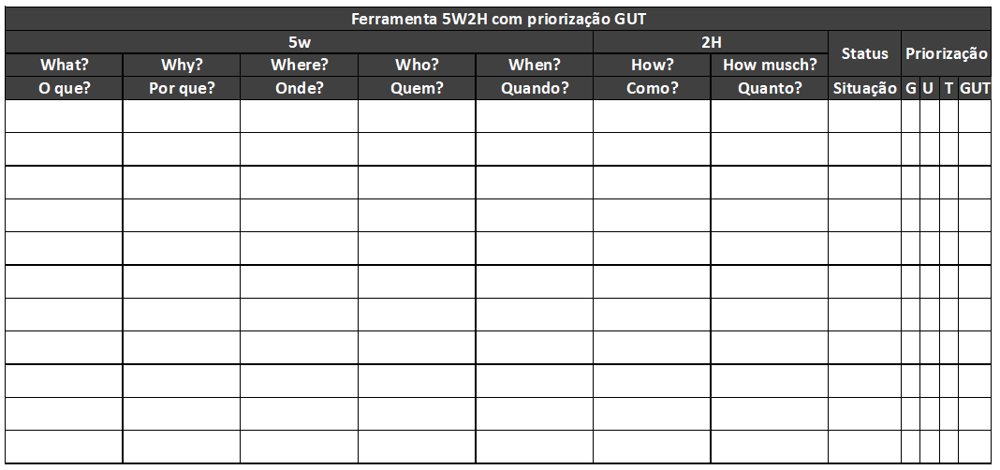 Ferramenta 5W2H com priorização GUT
5w 2H Status Priorização
What? Why? Where? Who? When? How? How musch?
O que? Por que? Onde? Quem? Quando? Como? Quanto? Situação G U T GUT